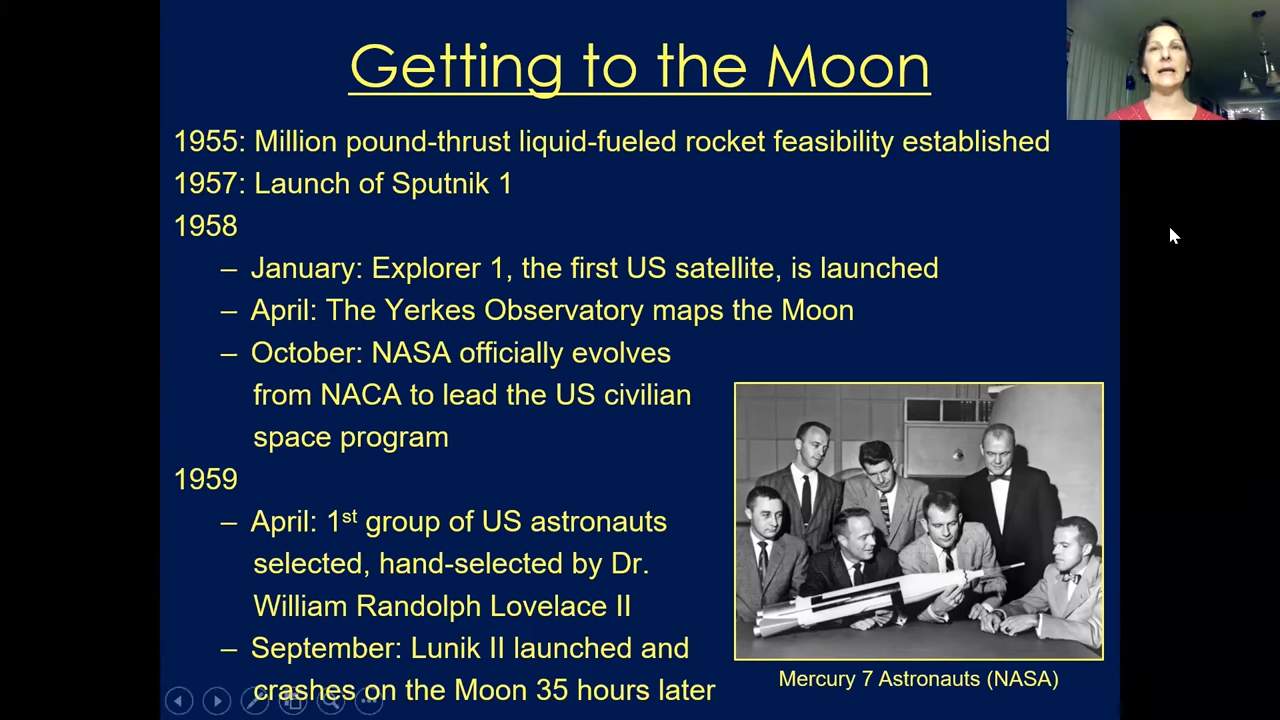 Getting to the Moon
1955: Million pound-thrust liquid-fueled rocket feasibility established
1957: Launch of Sputnik 1
1958
– January: Explorer 1, the first US satellite, is launched
– April: The Yerkes Observatory maps the Moon
– October: NASA officially evolves
from NACA to lead the US civilian
space program
1959
– April: 1st group of US astronauts
selected, hand-selected by Dr.
William Randolph Lovelace II
– September: Lunik II launched and
crashes on the Moon 35 hours later
Mercury 7 Astronauts (NASA)